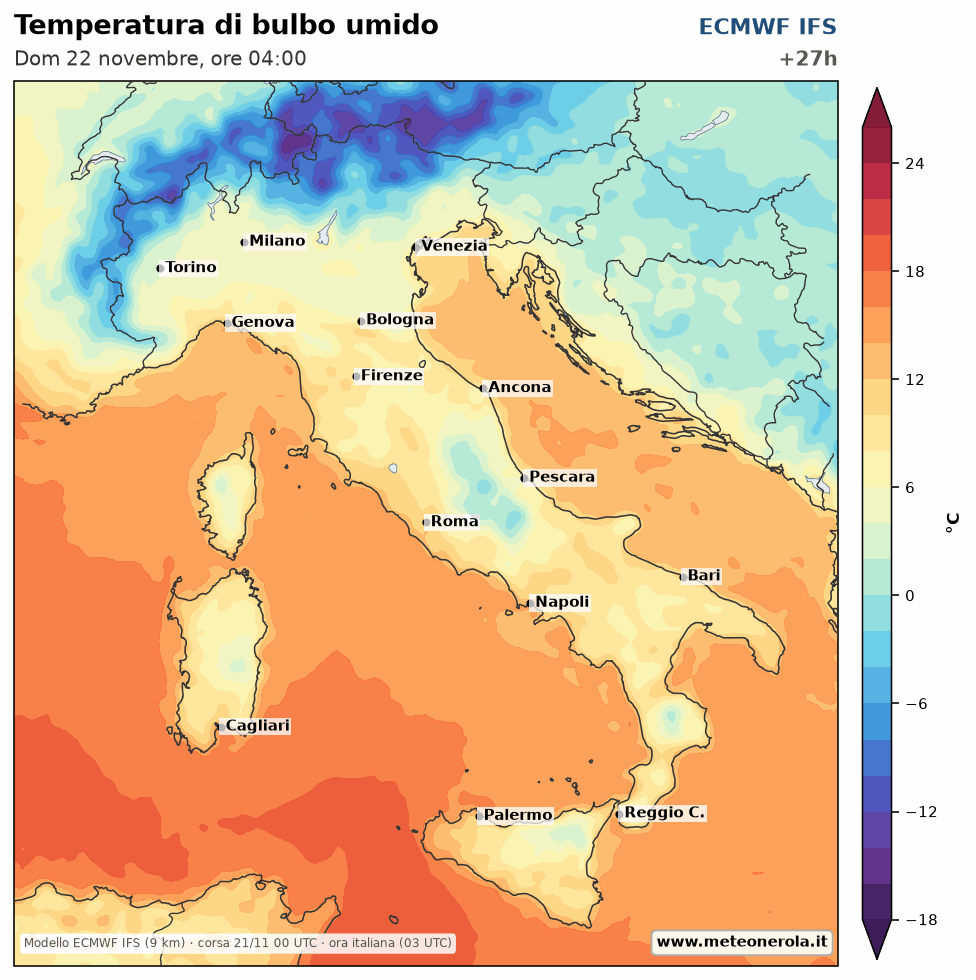 Temperatura di bulbo umido
ECMWF IFS
Dom 22 novembre, ore 04:00
+27h
Milano
Venezia
Torino
Genova
Bologna
Firenze
Ancona
Pescara
Roma
Bari
Napoli
Cagliari
Palermo
Reggio C.
24
18
12
6
0
−6
−12
−18
°C
Modello ECMWF IFS (9 km) · corsa 21/11 00 UTC · ora italiana (03 UTC)
www.meteonerola.it